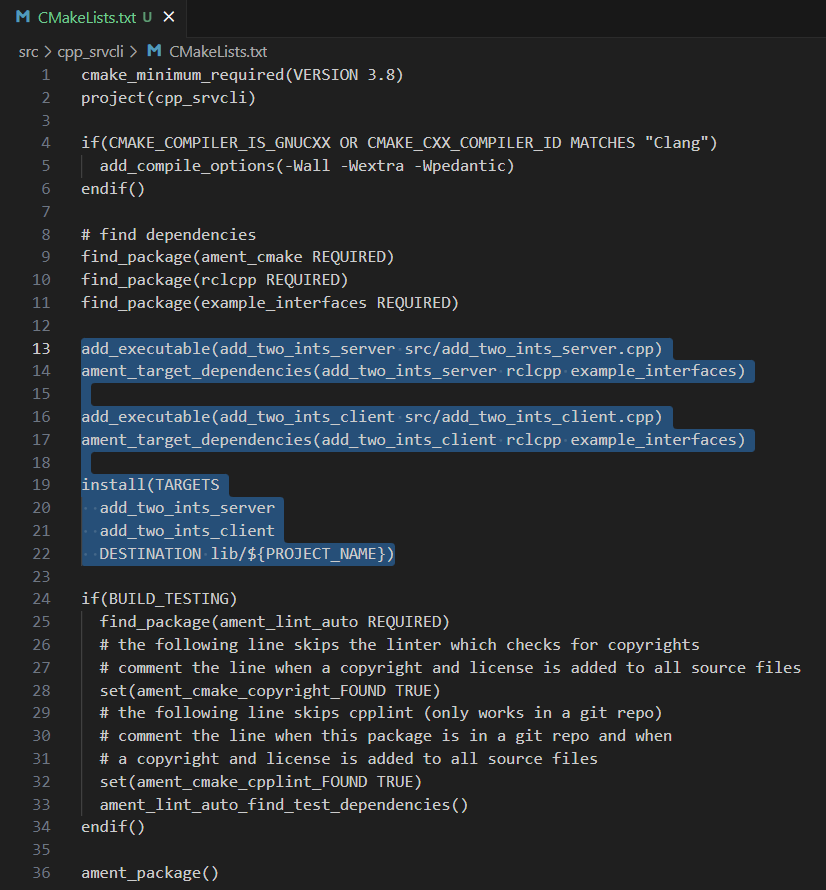 CMakeLists.txt U
src > cpp_srvcli > CMakeLists.txt
1 cmake_minimum_required(VERSION 3.8)
2 project(cpp_srvcli)
3
4 if(CMAKE_COMPILER_IS_GNUCXX OR CMAKE_CXX_COMPILER_ID MATCHES "Clang")
5   add_compile_options(-Wall -Wextra -Wpedantic)
6 endif()
7
8 # find dependencies
9 find_package(ament_cmake REQUIRED)
10 find_package(rclcpp REQUIRED)
11 find_package(example_interfaces REQUIRED)
12
13 add_executable(add_two_ints_server src/add_two_ints_server.cpp)
14 ament_target_dependencies(add_two_ints_server rclcpp example_interfaces)
15
16 add_executable(add_two_ints_client src/add_two_ints_client.cpp)
17 ament_target_dependencies(add_two_ints_client rclcpp example_interfaces)
18
19 install(TARGETS
20   add_two_ints_server
21   add_two_ints_client
22   DESTINATION lib/${PROJECT_NAME})
23
24 if(BUILD_TESTING)
25   find_package(ament_lint_auto REQUIRED)
26   # the following line skips the linter which checks for copyrights
27   # comment the line when a copyright and license is added to all source files
28   set(ament_cmake_copyright_FOUND TRUE)
29   # the following line skips cpplint (only works in a git repo)
30   # comment the line when this package is in a git repo and when
31   # a copyright and license is added to all source files
32   set(ament_cmake_cpplint_FOUND TRUE)
33   ament_lint_auto_find_test_dependencies()
34 endif()
35
36 ament_package()